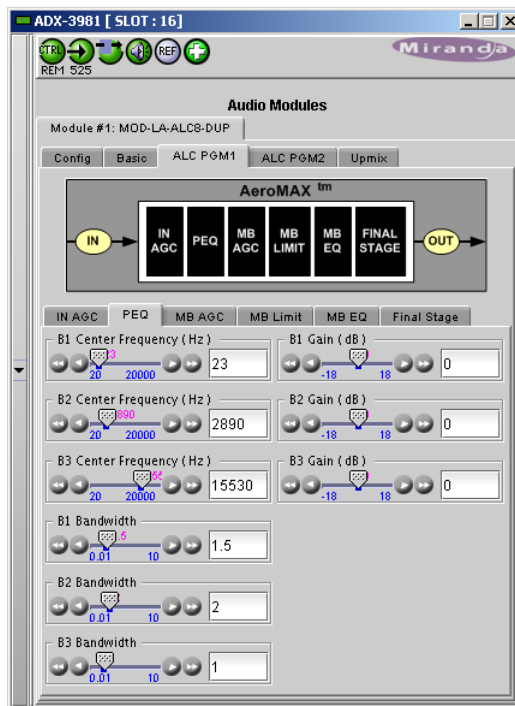 ADX-3981 [ SLOT : 16 ]
CTRL REF
REM 525
Miranda
Audio Modules
Module #1: MOD-LA-ALC8-DUP
Config Basic ALC PGM1 ALC PGM2 Upmix
AeroMAX tm
IN IN AGC PEQ MB AGC MB LIMIT MB EQ FINAL STAGE OUT
IN AGC PEQ MB AGC MB Limit MB EQ Final Stage
B1 Center Frequency ( Hz ) B1 Gain ( dB )
20 20000 23 -18 18 0
B2 Center Frequency ( Hz ) B2 Gain ( dB )
20 20000 2890 -18 18 0
B3 Center Frequency ( Hz ) B3 Gain ( dB )
20 20000 15530 -18 18 0
B1 Bandwidth
0.01 10 1.5
B2 Bandwidth
0.01 10 2
B3 Bandwidth
0.01 10 1